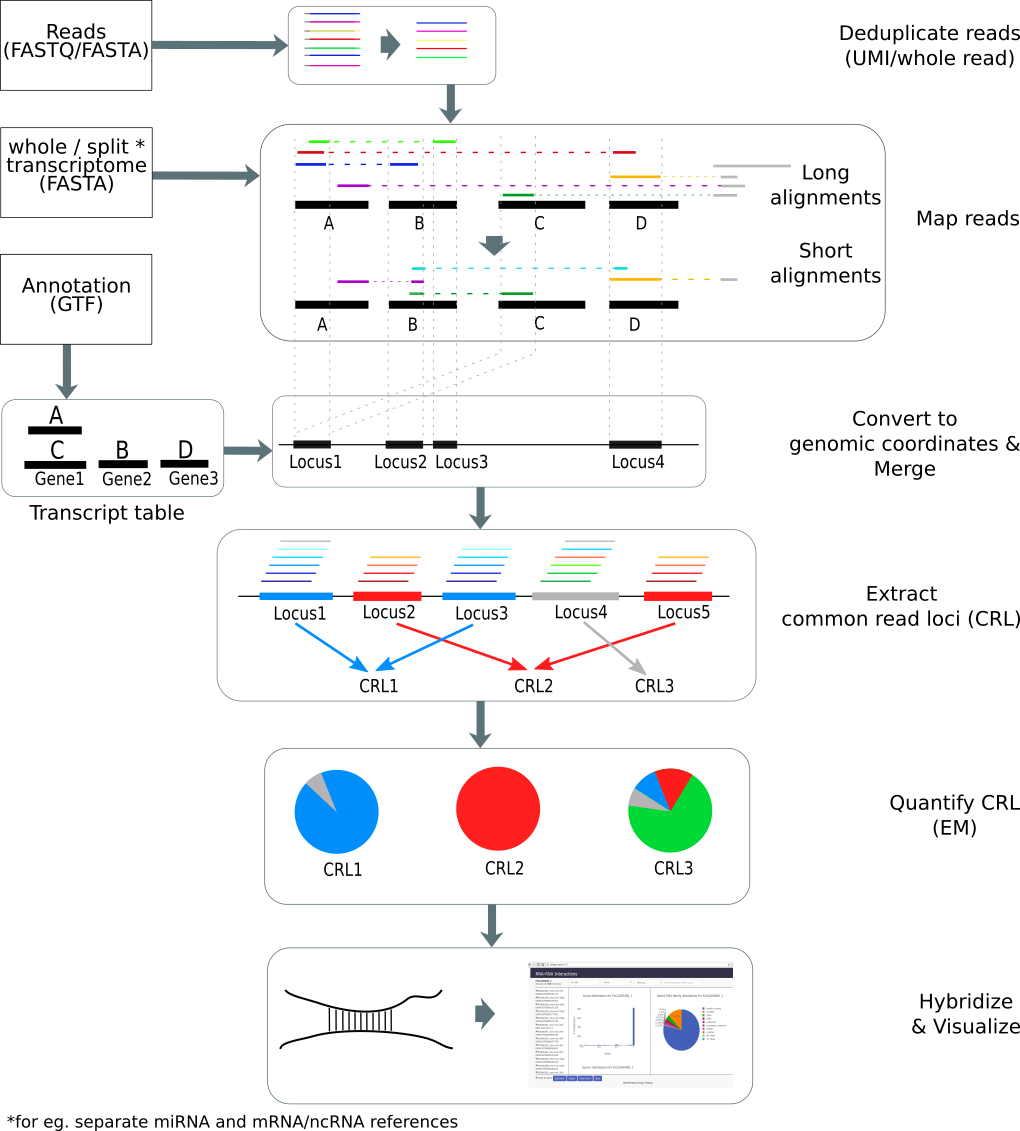 Reads
(FASTQ/FASTA)
Deduplicate reads
(UMI/whole read)
whole / split *
transcriptome
(FASTA)
Long
alignments
A B C D
Map reads
Short
alignments
A B C D
Annotation
(GTF)
A
C B D
Gene1 Gene2 Gene3
Transcript table
Locus1 Locus2 Locus3 Locus4
Convert to
genomic coordinates &
Merge
Locus1 Locus2 Locus3 Locus4 Locus5
CRL1 CRL2 CRL3
Extract
common read loci (CRL)
CRL1 CRL2 CRL3
Quantify CRL
(EM)
RNA-RNA Interactions
Hybridize
& Visualize
*for eg. separate miRNA and mRNA/ncRNA references